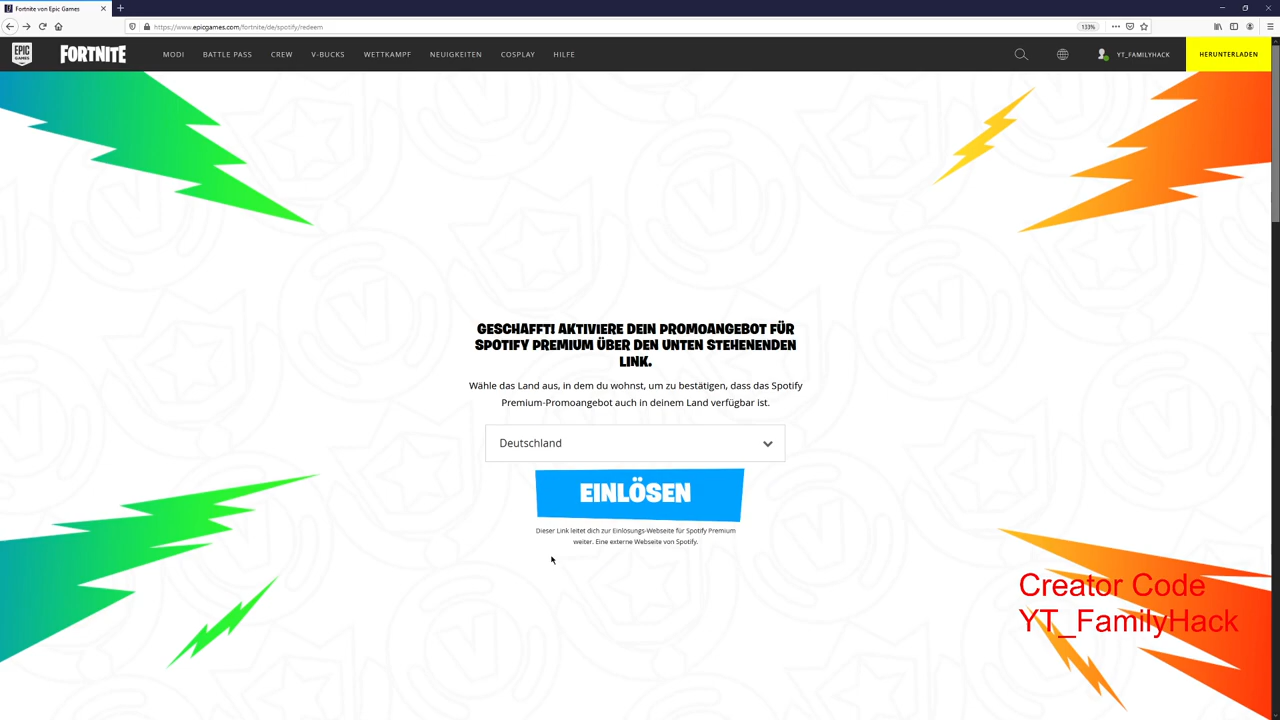 Fortnite von Epic Games
https://www.epicgames.com/fortnite/de/spotify/redeem
133%
EPIC GAMES
FORTNITE
MODI
BATTLE PASS
CREW
V-BUCKS
WETTKAMPF
NEUIGKEITEN
COSPLAY
HILFE
YT_FAMILYHACK
HERUNTERLADEN
GESCHAFFT! AKTIVIERE DEIN PROMOANGEBOT FÜR
SPOTIFY PREMIUM ÜBER DEN UNTEN STEHENENDEN
LINK.
Wähle das Land aus, in dem du wohnst, um zu bestätigen, dass das Spotify
Premium-Promoangebot auch in deinem Land verfügbar ist.
Deutschland
EINLÖSEN
Dieser Link leitet dich zur Einlösungs-Webseite für Spotify Premium
weiter. Eine externe Webseite von Spotify.
Creator Code
YT_FamilyHack